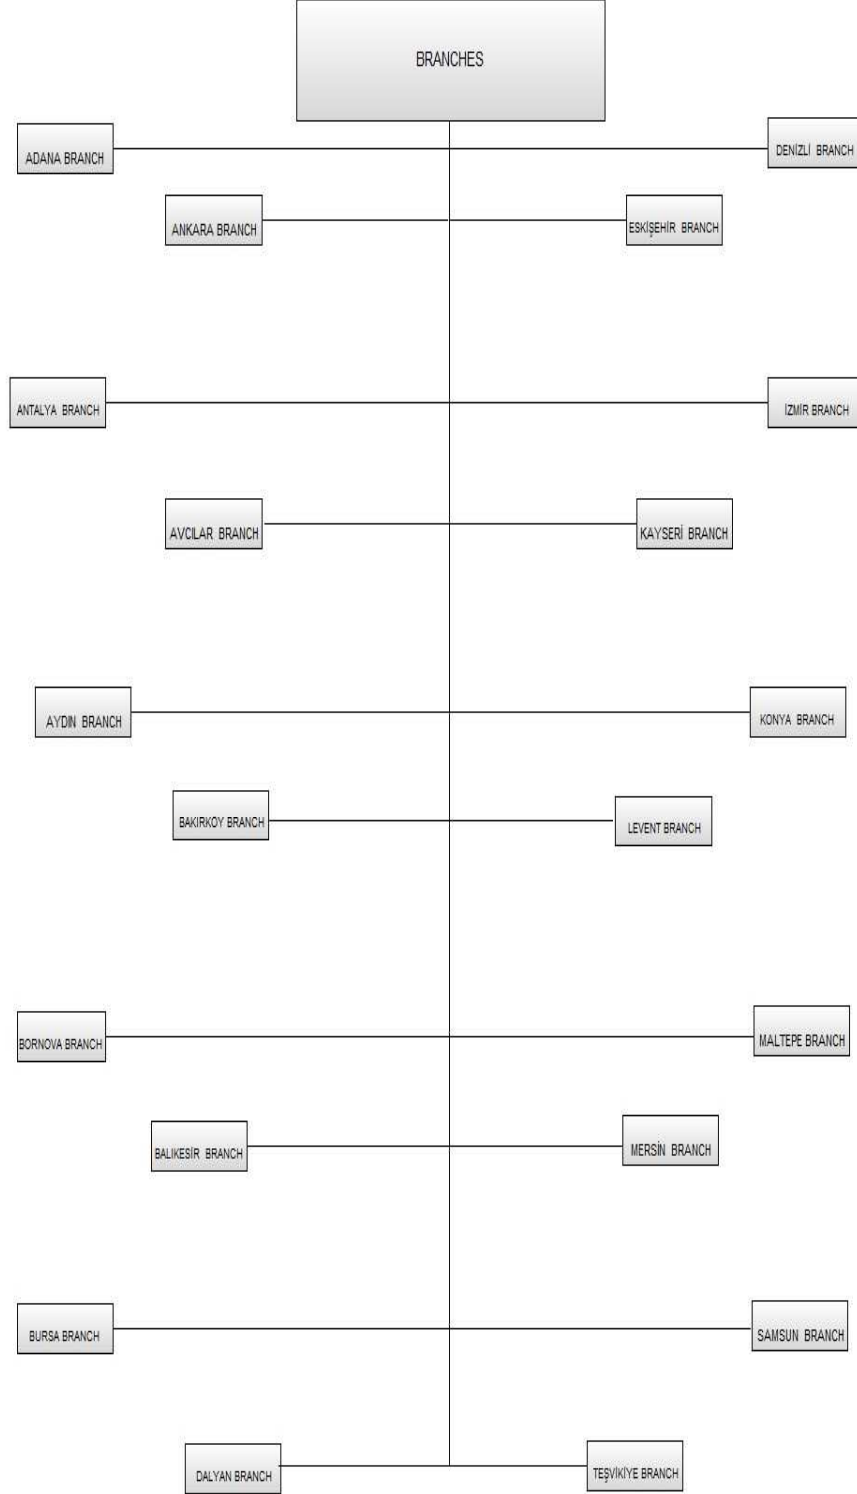 BRANCHES
ADANA BRANCH
DENİZLİ BRANCH
ANKARA BRANCH
ESKİŞEHİR BRANCH
ANTALYA BRANCH
İZMİR BRANCH
AVCILAR BRANCH
KAYSERİ BRANCH
AYDIN BRANCH
KONYA BRANCH
BAKIRKÖY BRANCH
LEVENT BRANCH
BORNOVA BRANCH
MALTEPE BRANCH
BALIKESİR BRANCH
MERSİN BRANCH
BURSA BRANCH
SAMSUN BRANCH
DALYAN BRANCH
TEŞVİKİYE BRANCH